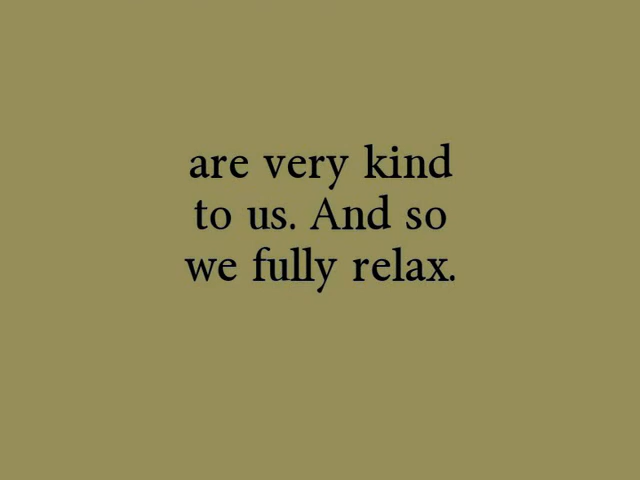 are very kind
to us. And so
we fully relax.